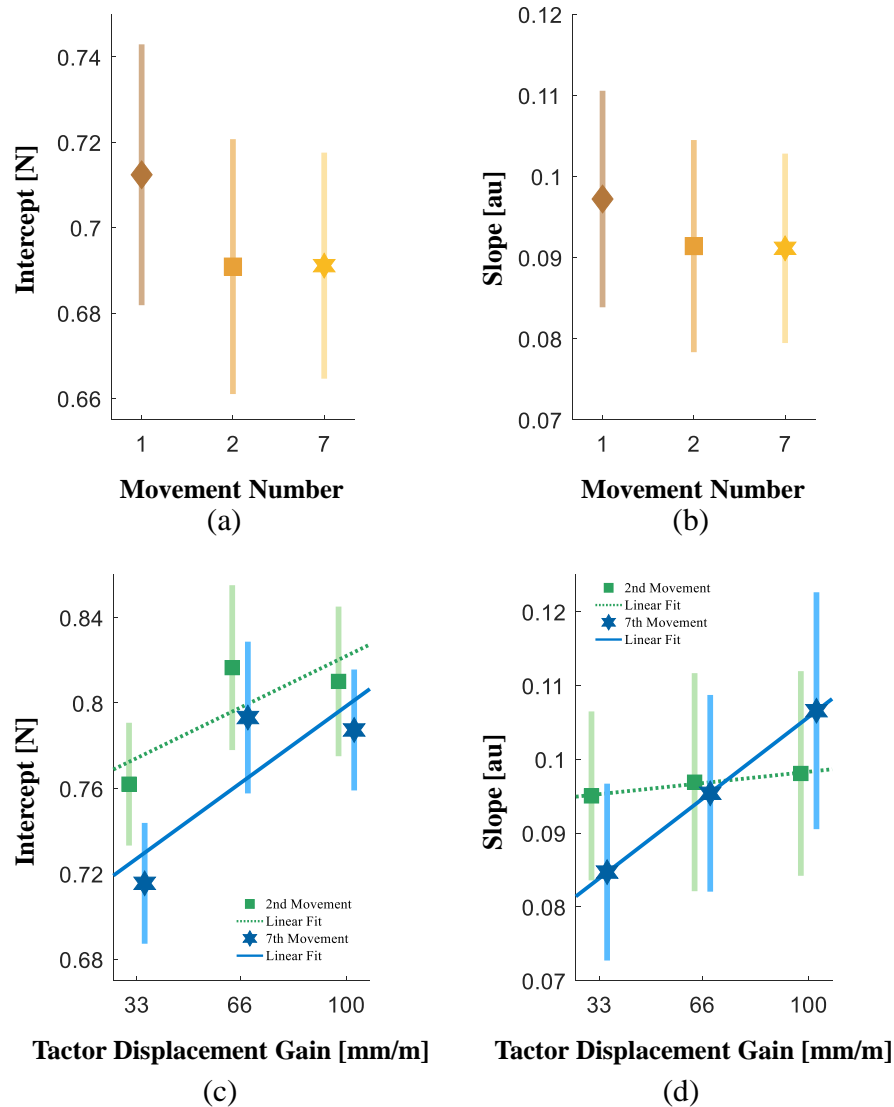 0.74
0.72
0.7
0.68
0.66
Intercept [N]
1 2 7
Movement Number
(a)
0.12
0.11
0.1
0.09
0.08
0.07
Slope [au]
1 2 7
Movement Number
(b)
0.84
0.8
0.76
0.72
0.68
Intercept [N]
2nd Movement
Linear Fit
7th Movement
Linear Fit
33 66 100
Tactor Displacement Gain [mm/m]
(c)
0.12
0.11
0.1
0.09
0.08
0.07
Slope [au]
2nd Movement
Linear Fit
7th Movement
Linear Fit
33 66 100
Tactor Displacement Gain [mm/m]
(d)